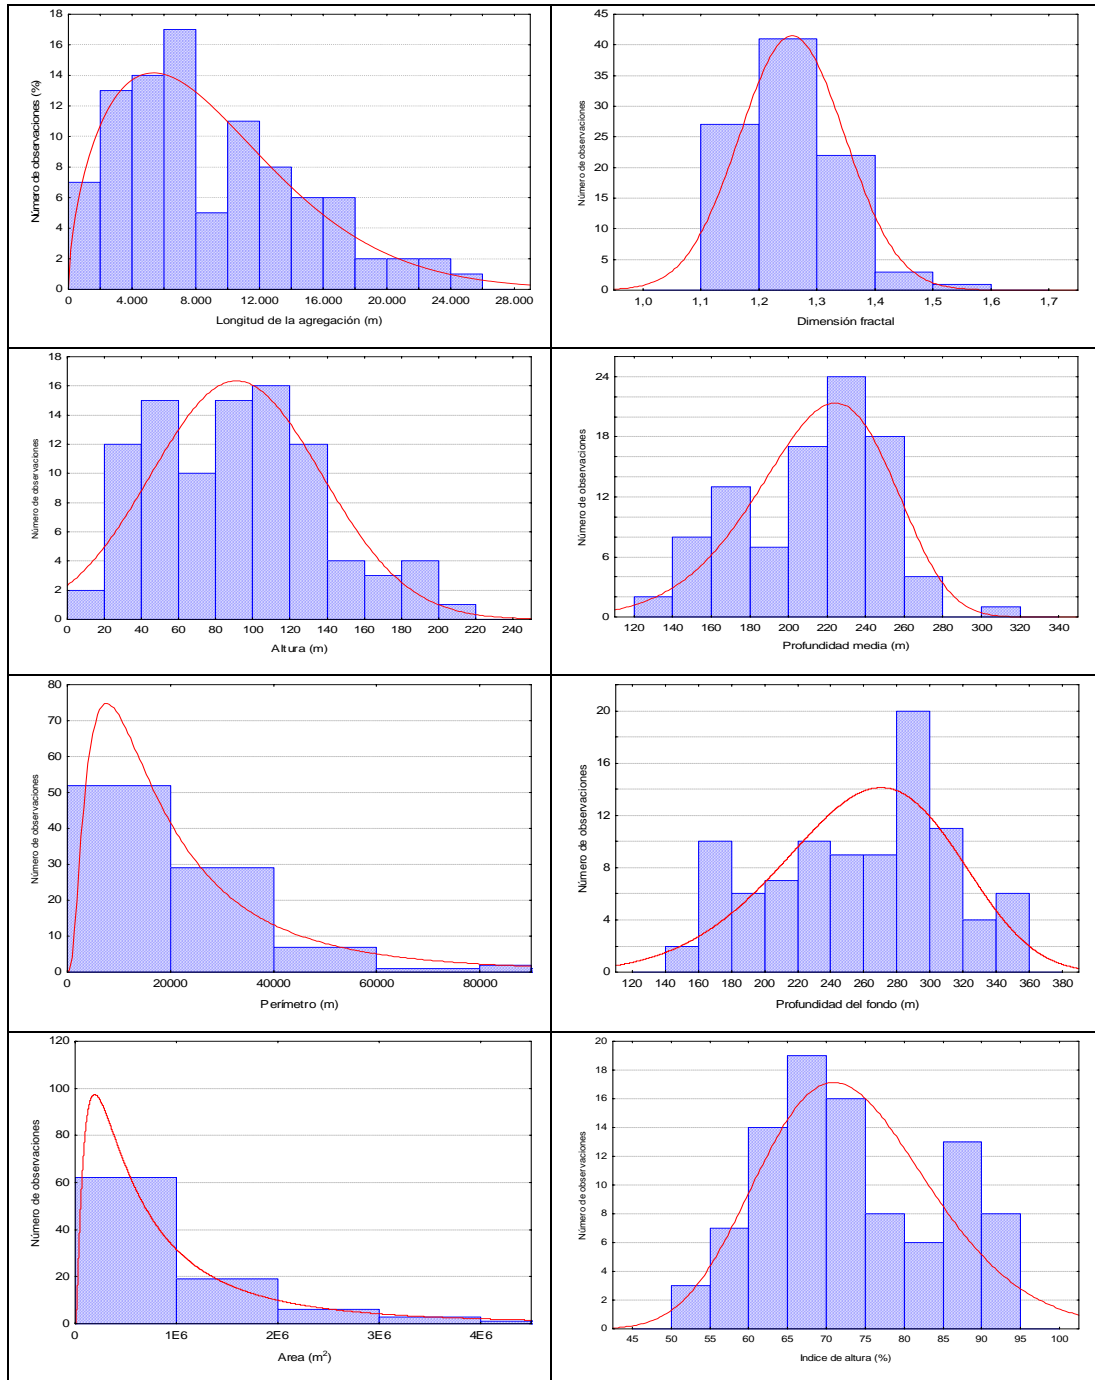 18
16
14
12
10
8
6
4
2
0
Número de observaciones (%)
0 4.000 8.000 12.000 16.000 20.000 24.000 28.000
Longitud de la agregación (m)
45
40
35
30
25
20
15
10
5
0
Número de observaciones
1,0 1,1 1,2 1,3 1,4 1,5 1,6 1,7
Dimensión fractal
18
16
14
12
10
8
6
4
2
0
Número de observaciones
0 20 40 60 80 100 120 140 160 180 200 220 240
Altura (m)
24
18
12
6
0
Número de observaciones
120 140 160 180 200 220 240 260 280 300 320 340
Profundidad media (m)
80
70
60
50
40
30
20
10
0
Número de observaciones
0 20000 40000 60000 80000
Perímetro (m)
20
16
12
8
4
0
Número de observaciones
120 140 160 180 200 220 240 260 280 300 320 340 360 380
Profundidad del fondo (m)
120
100
80
60
40
20
0
Número de observaciones
0 1E6 2E6 3E6 4E6
Area (m²)
20
18
16
14
12
10
8
6
4
2
0
Número de observaciones
45 50 55 60 65 70 75 80 85 90 95 100
Indice de altura (%)